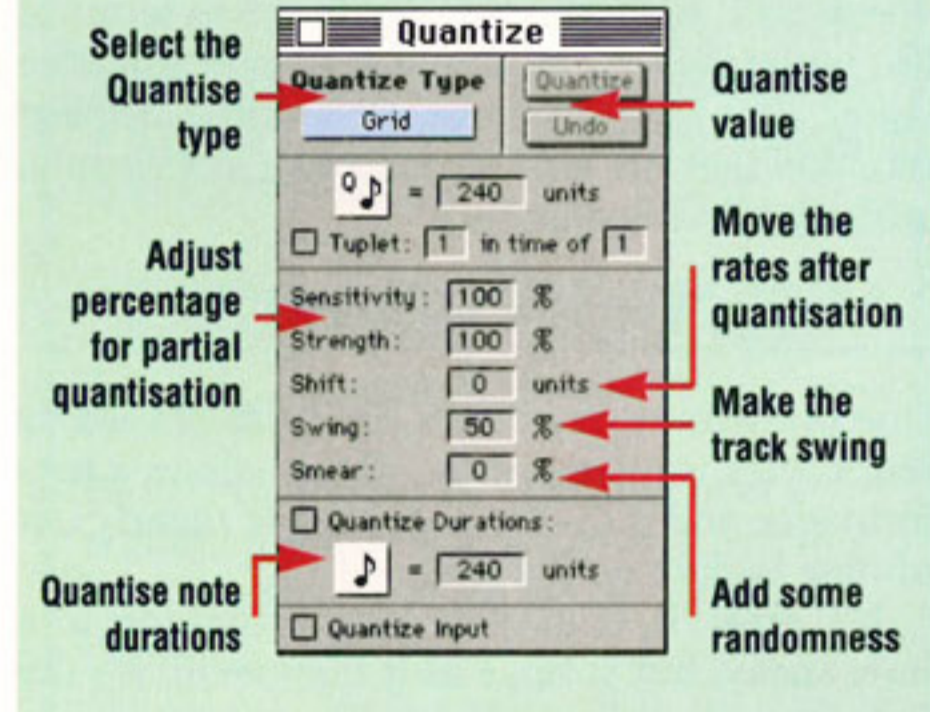 Select the
Quantise
type
Adjust
percentage
for partial
quantisation
Quantise note
durations
Quantize
Quantize Type
Grid
Quantize
Undo
Q = 240 units
Tuplet: 1 in time of 1
Sensitivity: 100 %
Strength: 100 %
Shift: 0 units
Swing: 50 %
Smear: 0 %
Quantize Durations:
= 240 units
Quantize Input
Quantise
value
Move the
rates after
quantisation
Make the
track swing
Add some
randomness